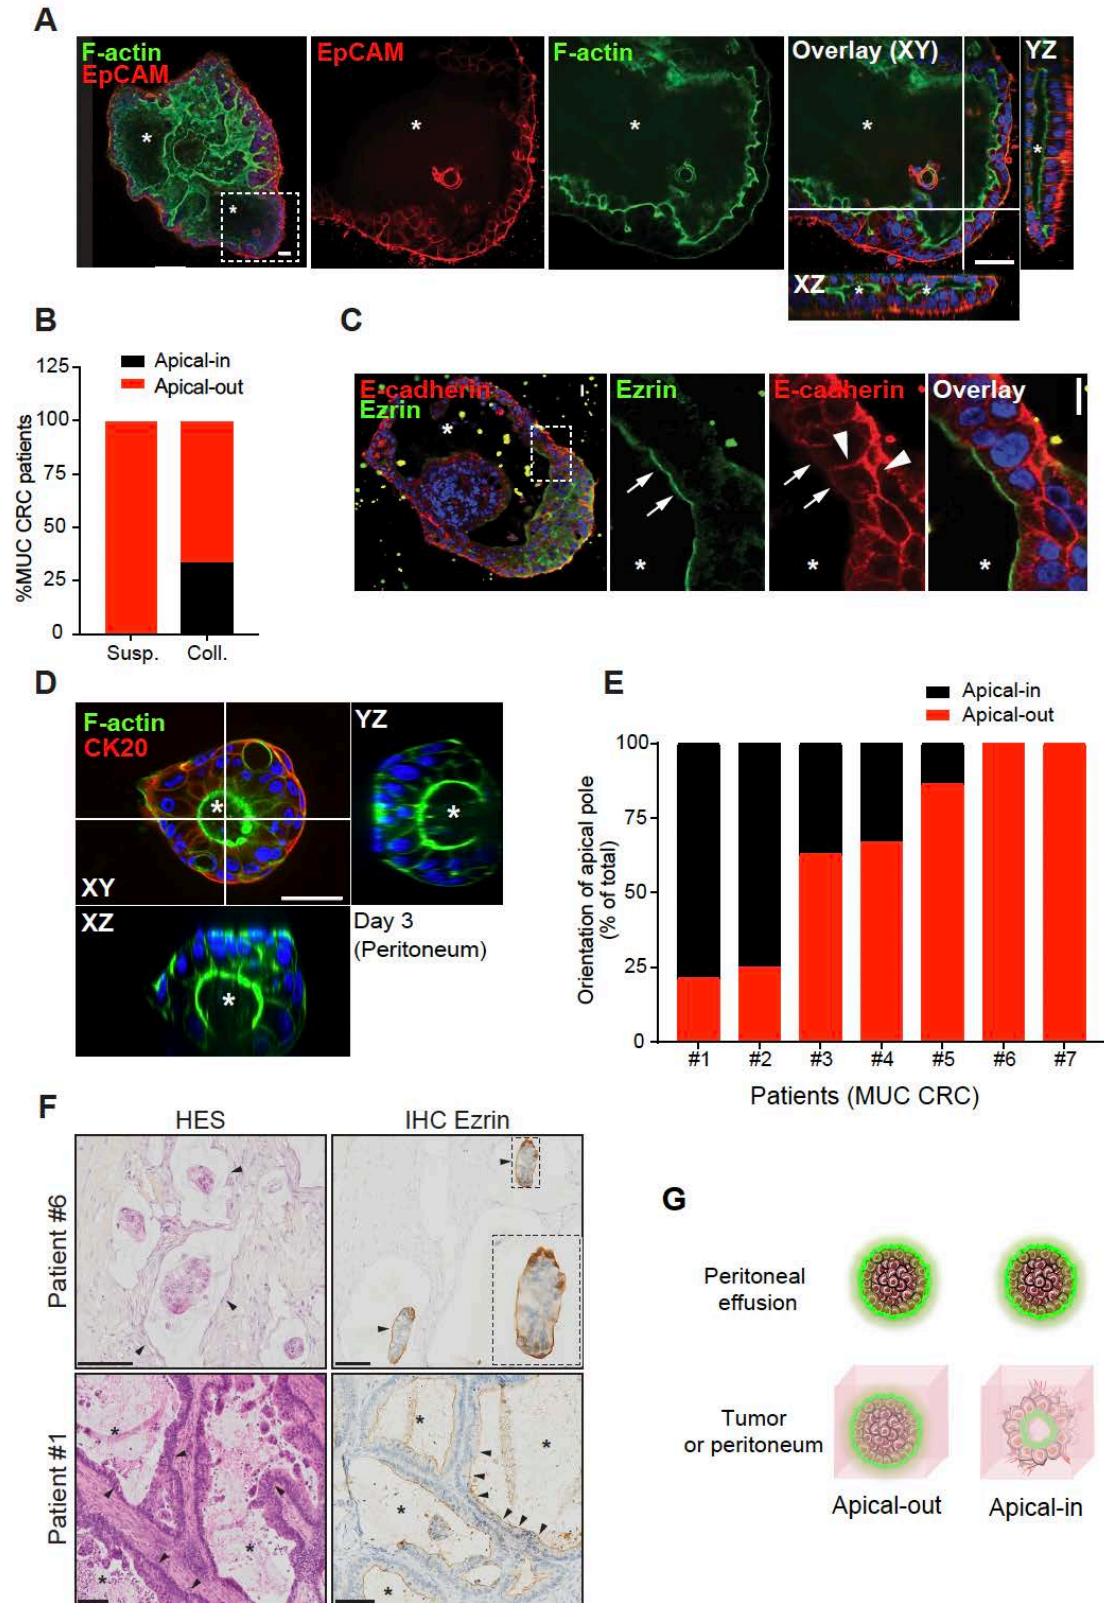 A
F-actin
EpCAM
EpCAM
F-actin
Overlay (XY)
YZ
*
*
*
*
*
*
XZ
*
*
B
Apical-in
Apical-out
125
100
75
50
25
0
%MUC CRC patients
Susp.
Coll.
C
E-cadherin
Ezrin
Ezrin
E-cadherin
Overlay
*
*
*
*
D
F-actin
CK20
YZ
*
*
XY
XZ
*
Day 3
(Peritoneum)
E
Apical-in
Apical-out
100
75
50
25
0
Orientation of apical pole
(% of total)
#1
#2
#3
#4
#5
#6
#7
Patients (MUC CRC)
F
HES
IHC Ezrin
Patient #6
Patient #1
*
*
*
*
*
*
*
G
Peritoneal
effusion
Tumor
or peritoneum
Apical-out
Apical-in